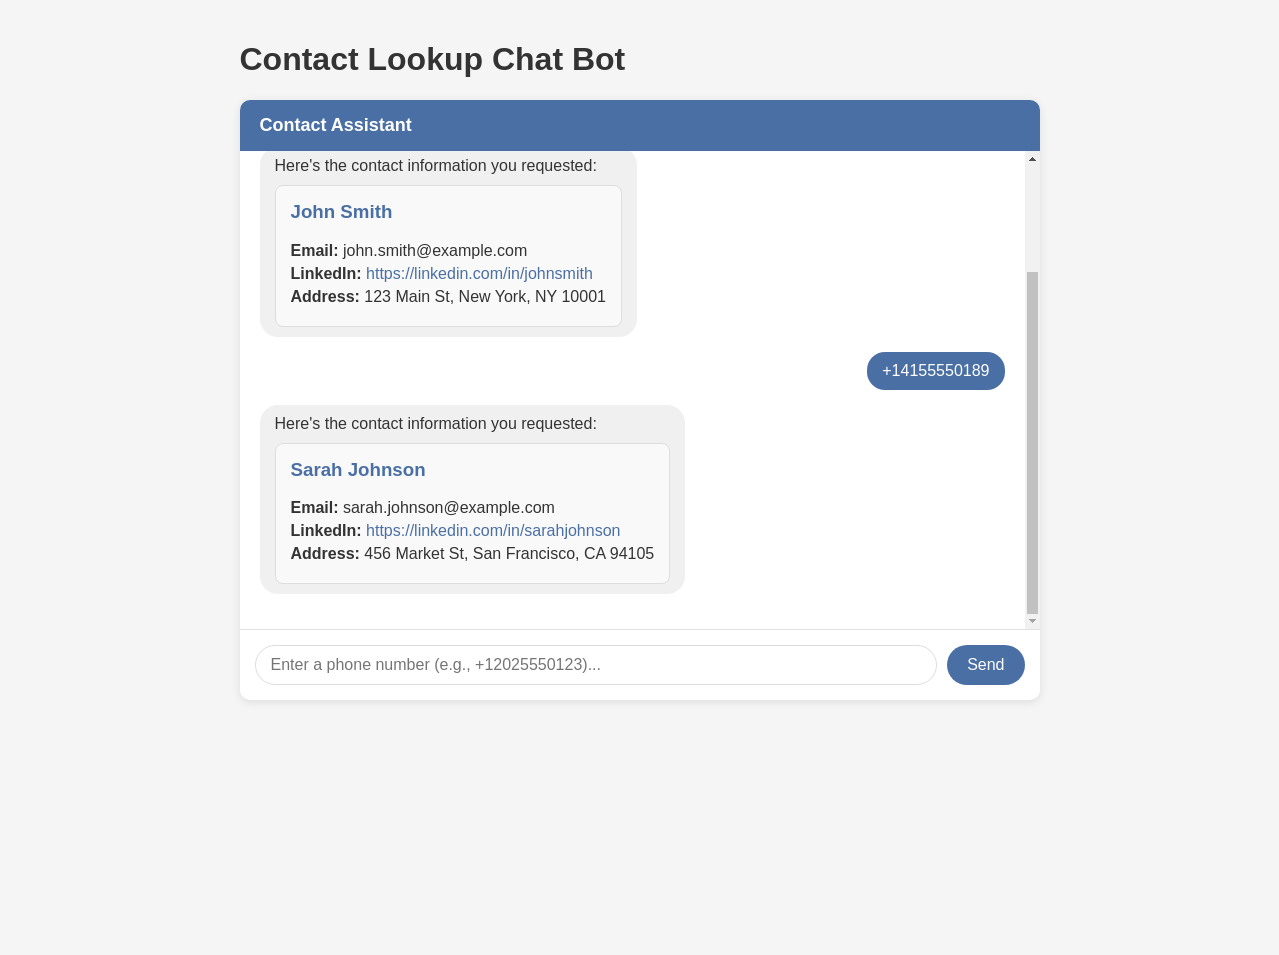 Contact Lookup Chat Bot
Contact Assistant
Here's the contact information you requested:
John Smith
Email: john.smith@example.com
LinkedIn: https://linkedin.com/in/johnsmith
Address: 123 Main St, New York, NY 10001
+14155550189
Here's the contact information you requested:
Sarah Johnson
Email: sarah.johnson@example.com
LinkedIn: https://linkedin.com/in/sarahjohnson
Address: 456 Market St, San Francisco, CA 94105
Enter a phone number (e.g., +12025550123)...
Send